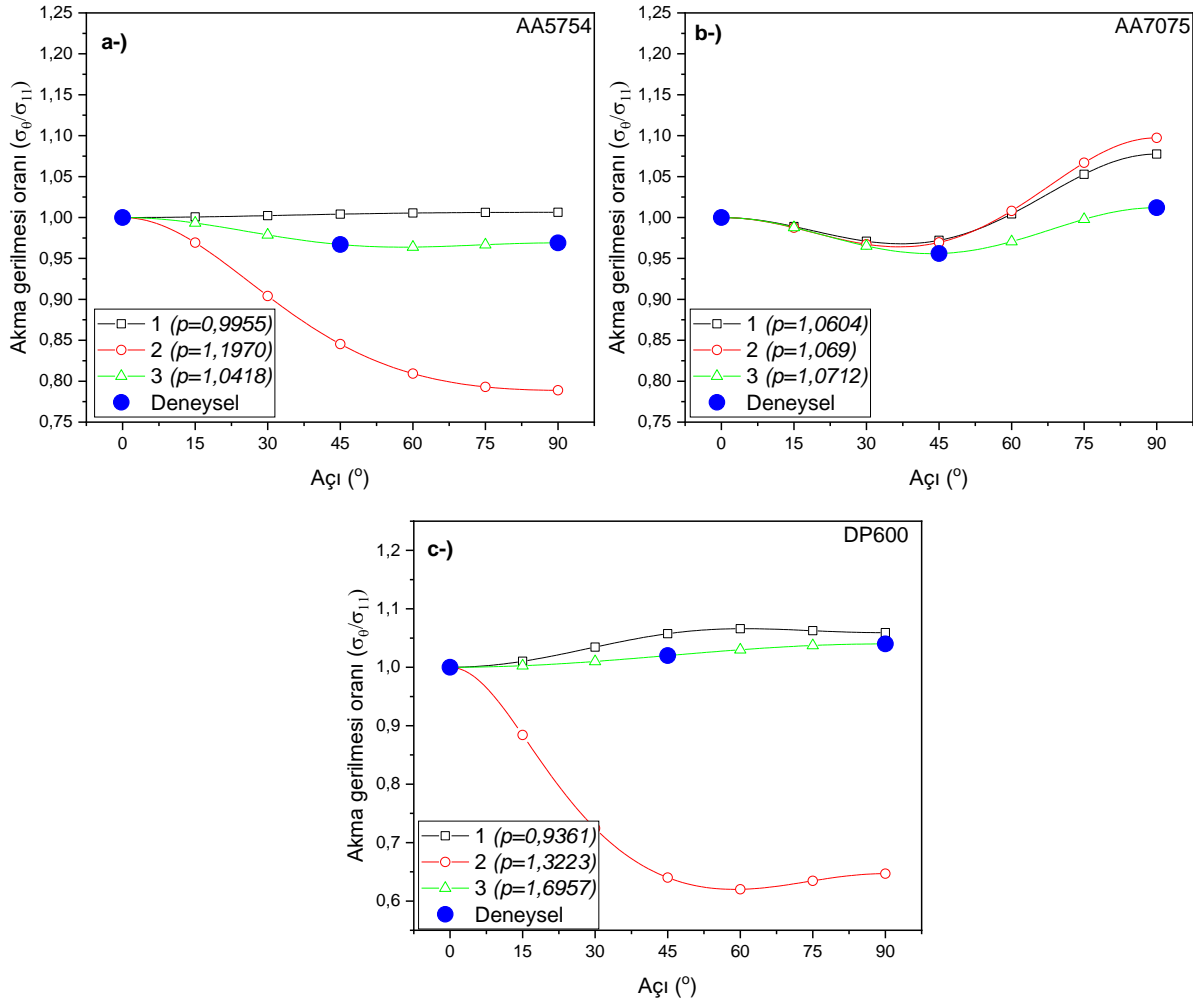 a-)
AA5754
Akma gerilmesi oranı (σθ/σ11)
1,25
1,20
1,15
1,10
1,05
1,00
0,95
0,90
0,85
0,80
0,75
1 (p=0,9955)
2 (p=1,1970)
3 (p=1,0418)
Deneysel
0 15 30 45 60 75 90
Açı (º)
b-)
AA7075
Akma gerilmesi oranı (σθ/σ11)
1,25
1,20
1,15
1,10
1,05
1,00
0,95
0,90
0,85
0,80
0,75
1 (p=1,0604)
2 (p=1,069)
3 (p=1,0712)
Deneysel
0 15 30 45 60 75 90
Açı (º)
c-)
DP600
Akma gerilmesi oranı (σθ/σ11)
1,2
1,1
1,0
0,9
0,8
0,7
0,6
1 (p=0,9361)
2 (p=1,3223)
3 (p=1,6957)
Deneysel
0 15 30 45 60 75 90
Açı (º)